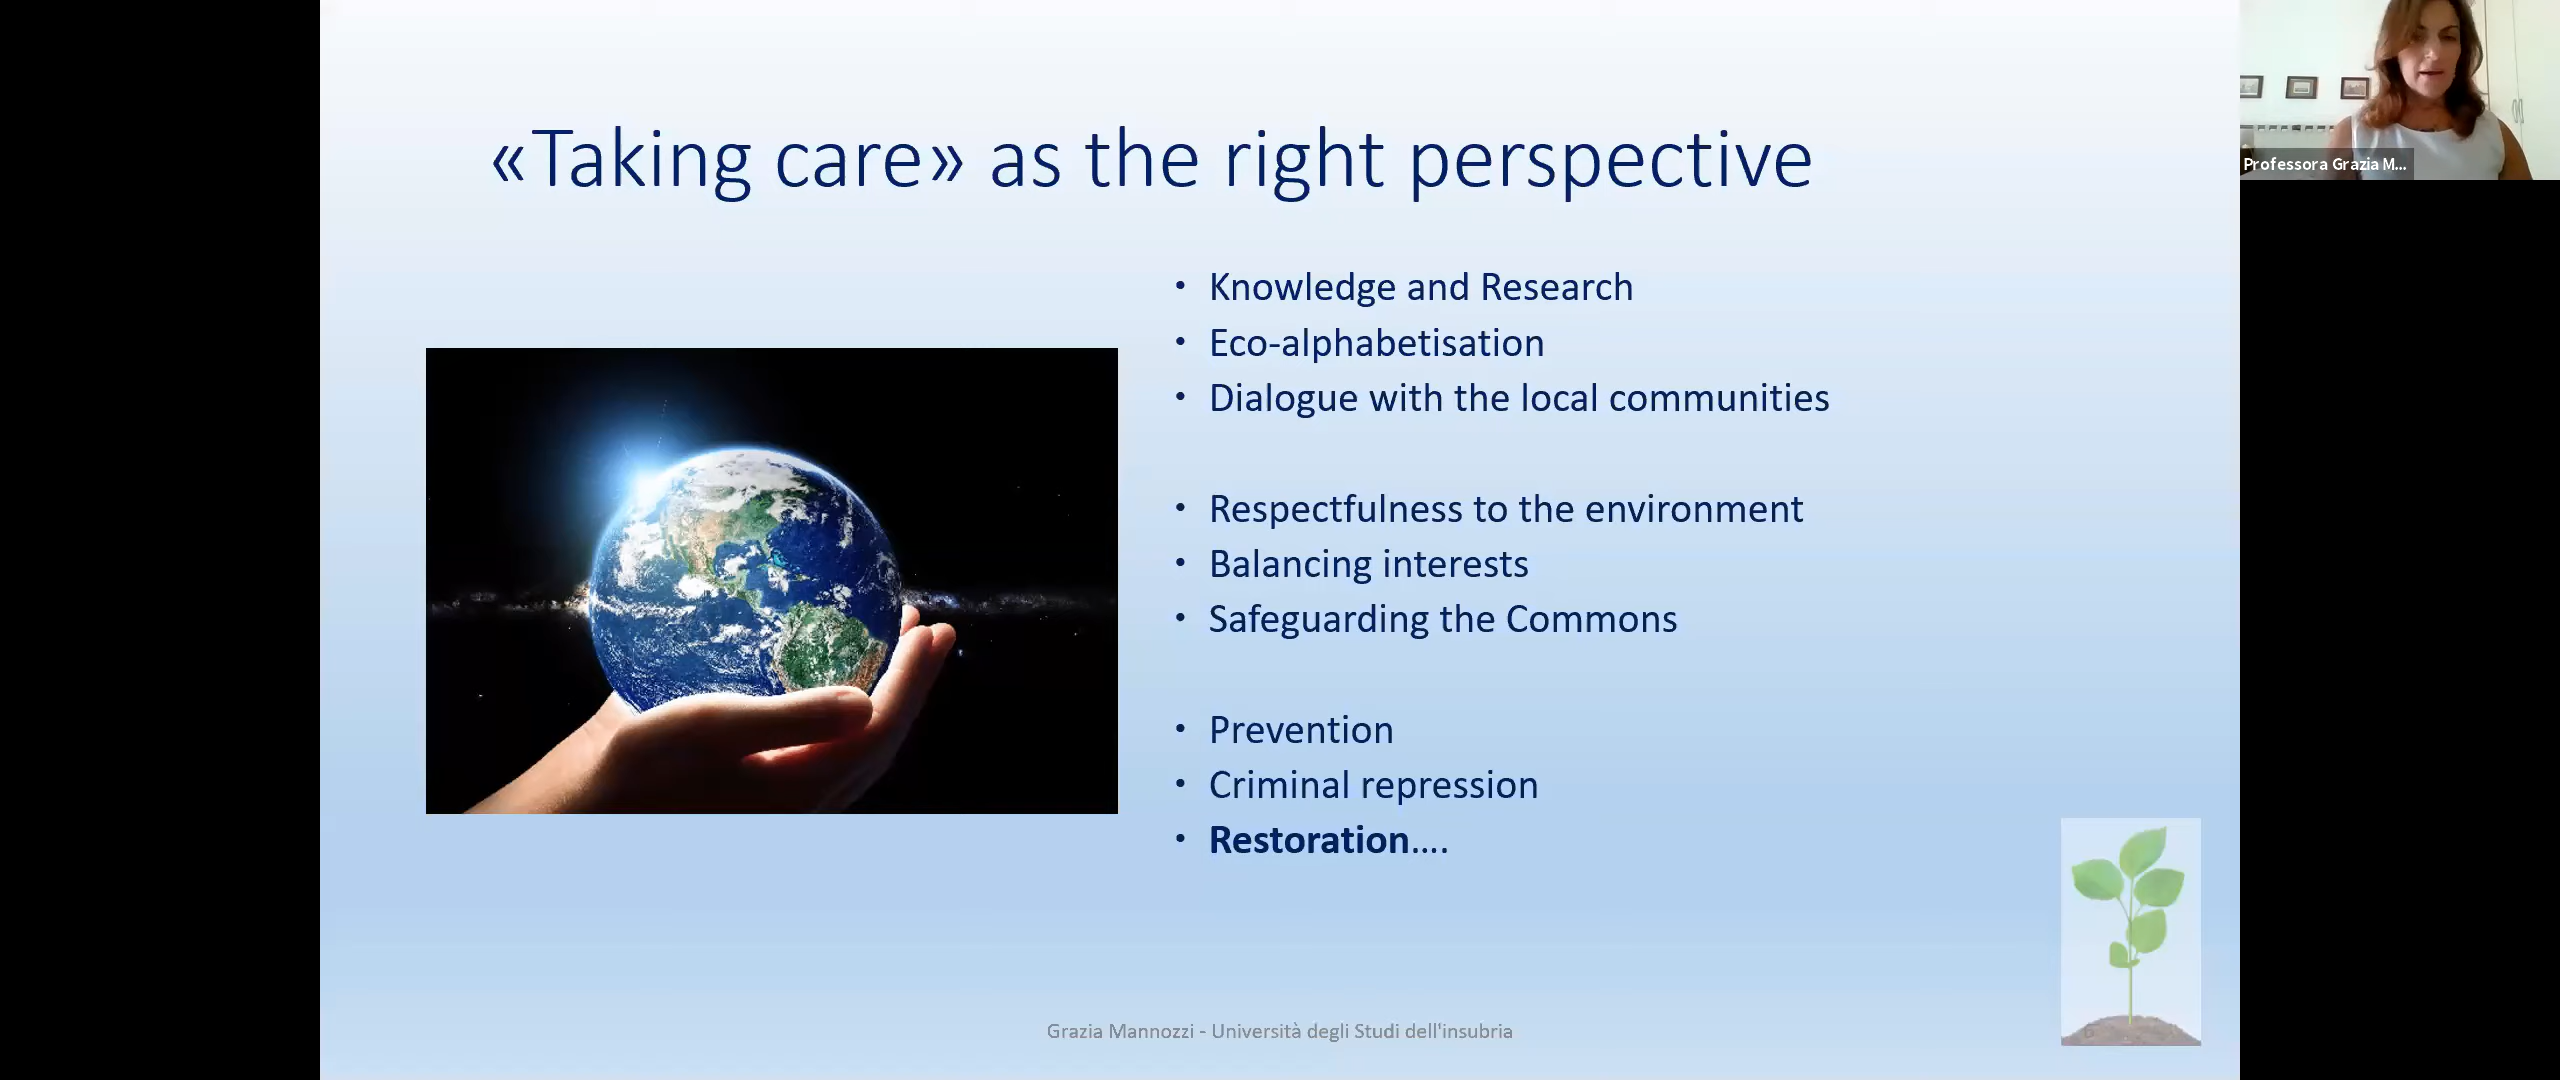 «Taking care» as the right perspective
• Knowledge and Research
• Eco-alphabetisation
• Dialogue with the local communities
• Respectfulness to the environment
• Balancing interests
• Safeguarding the Commons
• Prevention
• Criminal repression
• Restoration....
Grazia Mannozzi - Università degli Studi dell'insubria
Professora Grazia M...